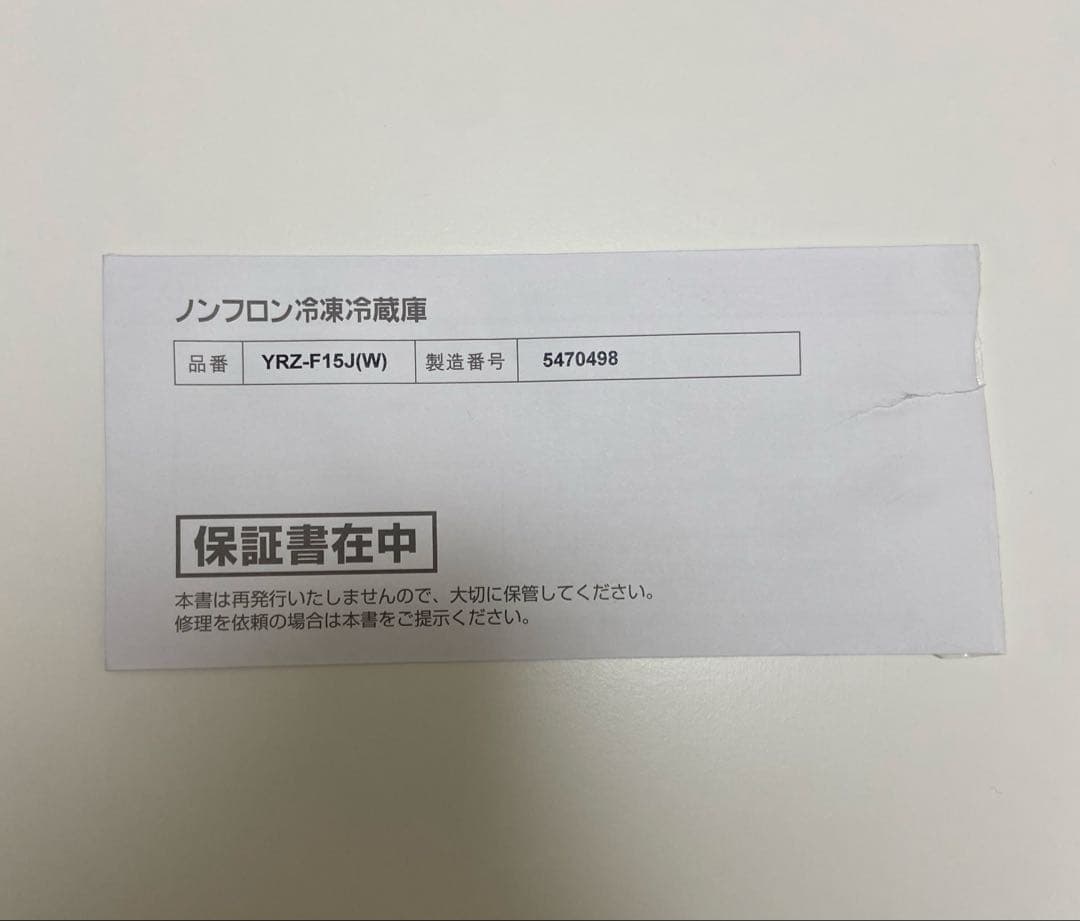 ノンフロン冷凍冷蔵庫
品番 YRZ-F15J(W) 製造番号 5470498
保証書在中
本書は再発行いたしませんので、大切に保管してください。
修理を依頼の場合は本書をご提示ください。